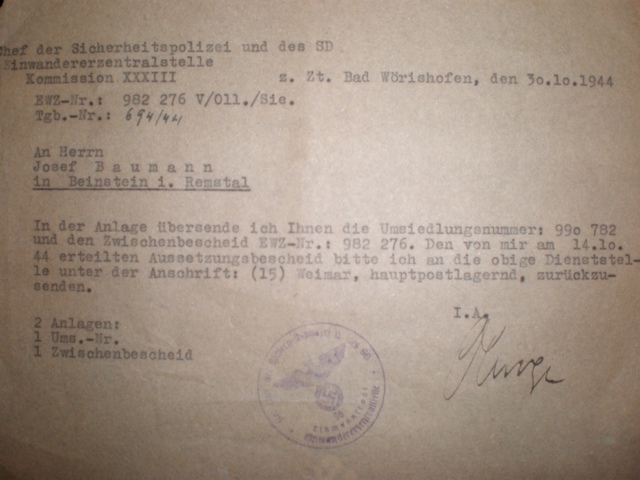 Chef der Sicherheitspolizei und des SD
Einwandererzentralstelle
Kommission XXXIII z. Zt. Bad Wörishofen, den 30.10.1944
EWZ-Nr.: 982 276 V/Oll./Sie.
Tgb.-Nr.: 694/44
An Herrn
Josef B a u m a n n
in Beinstein i. Remstal
In der Anlage übersende ich Ihnen die Umsiedlungsnummer: 990 782
und den Zwischenbescheid EWZ-Nr.: 982 276. Den von mir am 14.10.
44 erteilten Aussetzungsbescheid bitte ich an die obige Dienststel-
le unter der Anschrift: (15) Weimar, hauptpostlagernd, zurückzu-
senden.
I.A.
2 Anlagen:
1 Ums.-Nr.
1 Zwischenbescheid